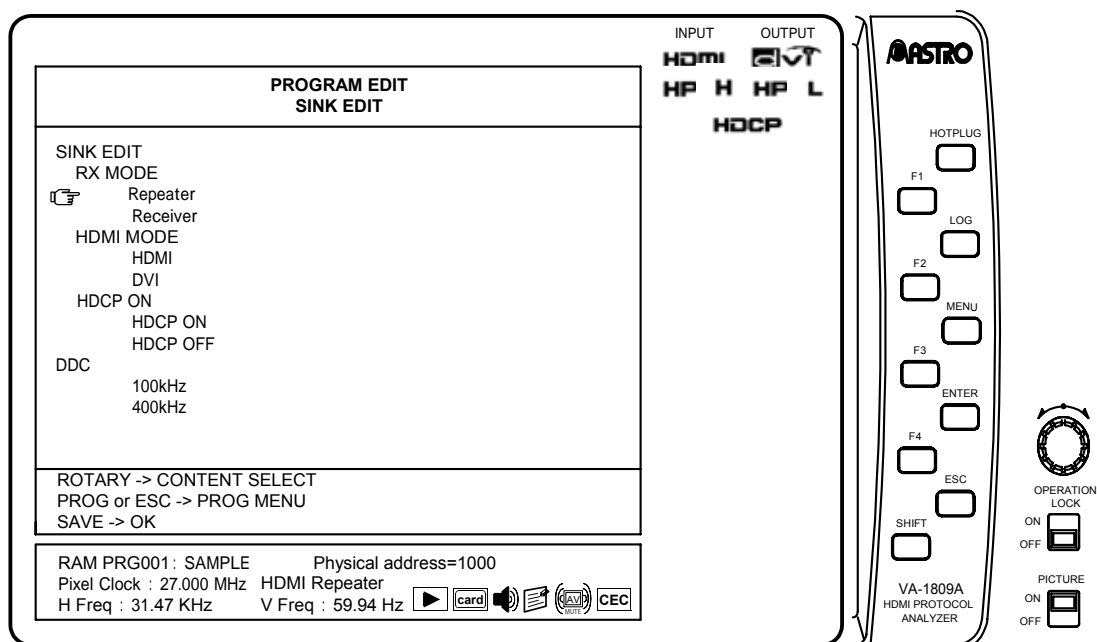 INPUT OUTPUT
HDMI DVI
HP H HP L
HDCP
PROGRAM EDIT
SINK EDIT
SINK EDIT
RX MODE
Repeater
Receiver
HDMI MODE
HDMI
DVI
HDCP ON
HDCP ON
HDCP OFF
DDC
100kHz
400kHz
ROTARY -> CONTENT SELECT
PROG or ESC -> PROG MENU
SAVE -> OK
RAM PRG001: SAMPLE Physical address=1000
Pixel Clock : 27.000 MHz HDMI Repeater
H Freq : 31.47 KHz V Freq : 59.94 Hz card AV MUTE CEC
ASTRO
HOTPLUG
F1
LOG
F2
MENU
F3
ENTER
F4
ESC
SHIFT
VA-1809A
HDMI PROTOCOL
ANALYZER
OPERATION
LOCK
ON
OFF
PICTURE
ON
OFF